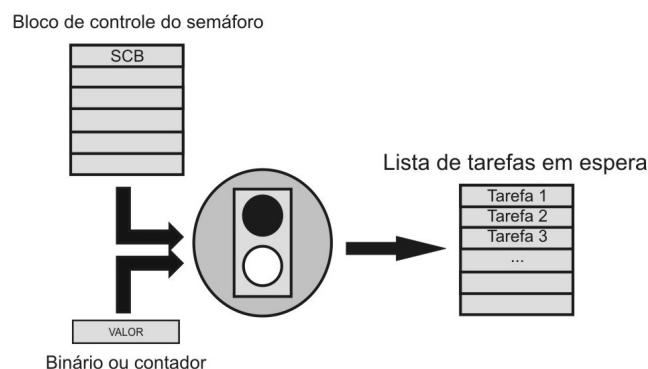 Bloco de controle do semáforo
SCB
Lista de tarefas em espera
Tarefa 1
Tarefa 2
Tarefa 3
...
VALOR
Binário ou contador